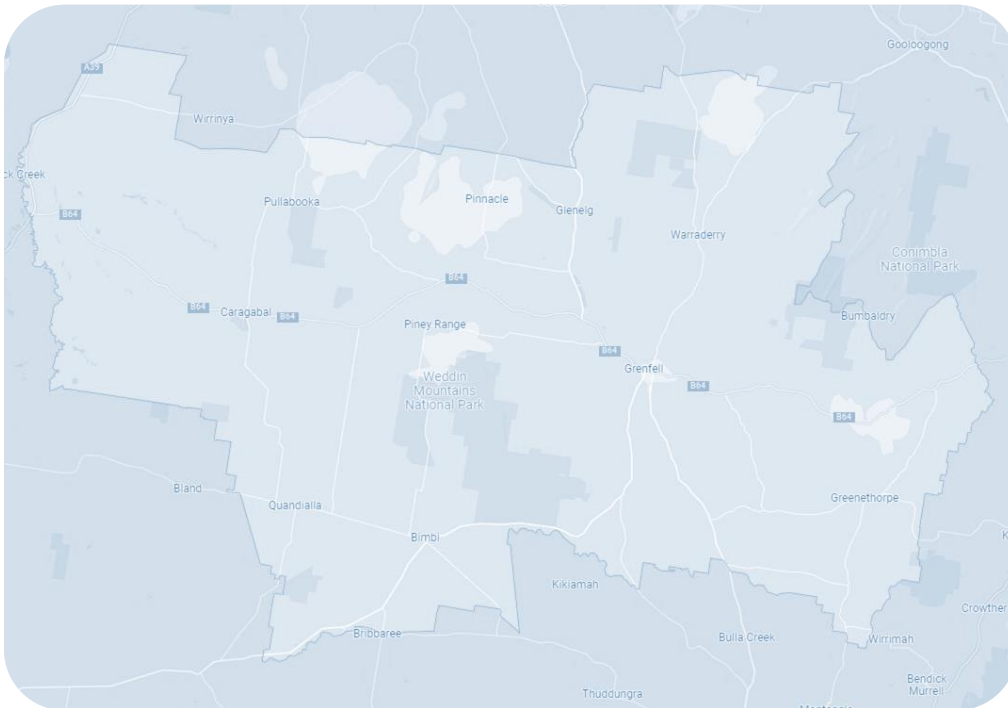 Gooloogong
A39
Wirrinya
ck Creek
Pullabooka
Pinnacle
Glenelg
B64
Warraderry
Conimbla
National Park
B64
B64
Caragabal
B64
Bumbaldry
Piney Range
B64
Grenfell
Weddin
Mountains
National Park
B64
B64
Bland
Quandialla
Greenethorpe
Bimbi
Kikiamah
Crowther
Bribbaree
Bulla Creek
Wirrimah
Bendick
Murrell
Thuddungra